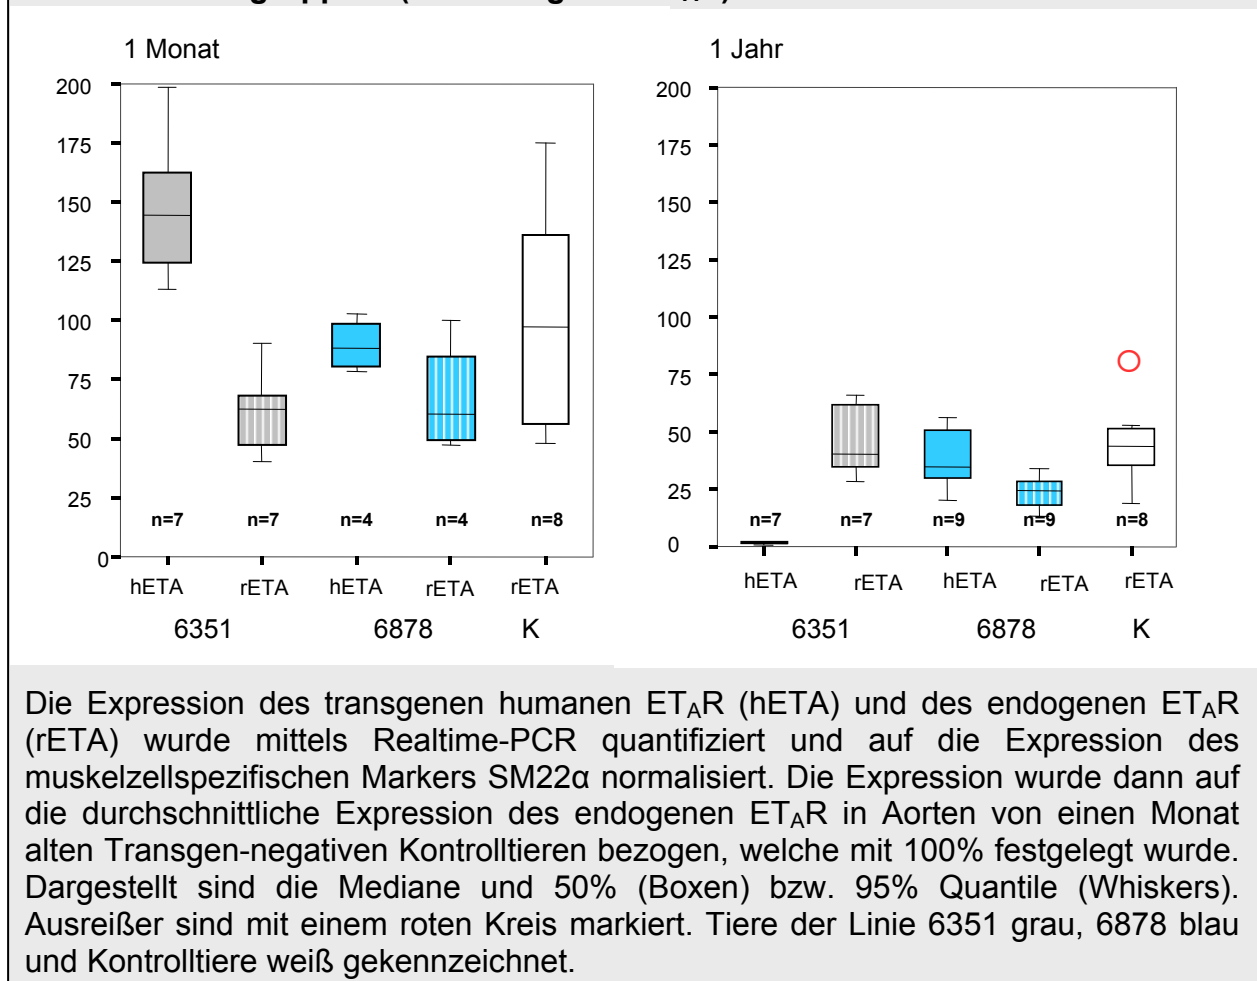 1 Monat
200
175
150
125
100
75
50
25
0
n=7 n=7 n=4 n=4 n=8
hETA rETA hETA rETA rETA
6351 6878 K
1 Jahr
200
175
150
125
100
75
50
25
0
n=7 n=7 n=9 n=9 n=8
hETA rETA hETA rETA rETA
6351 6878 K
Die Expression des transgenen humanen ETAR (hETA) und des endogenen ETAR
(rETA) wurde mittels Realtime-PCR quantifiziert und auf die Expression des
muskelzellspezifischen Markers SM22α normalisiert. Die Expression wurde dann auf
die durchschnittliche Expression des endogenen ETAR in Aorten von einen Monat
alten Transgen-negativen Kontrolltieren bezogen, welche mit 100% festgelegt wurde.
Dargestellt sind die Mediane und 50% (Boxen) bzw. 95% Quantile (Whiskers).
Ausreißer sind mit einem roten Kreis markiert. Tiere der Linie 6351 grau, 6878 blau
und Kontrolltiere weiß gekennzeichnet.